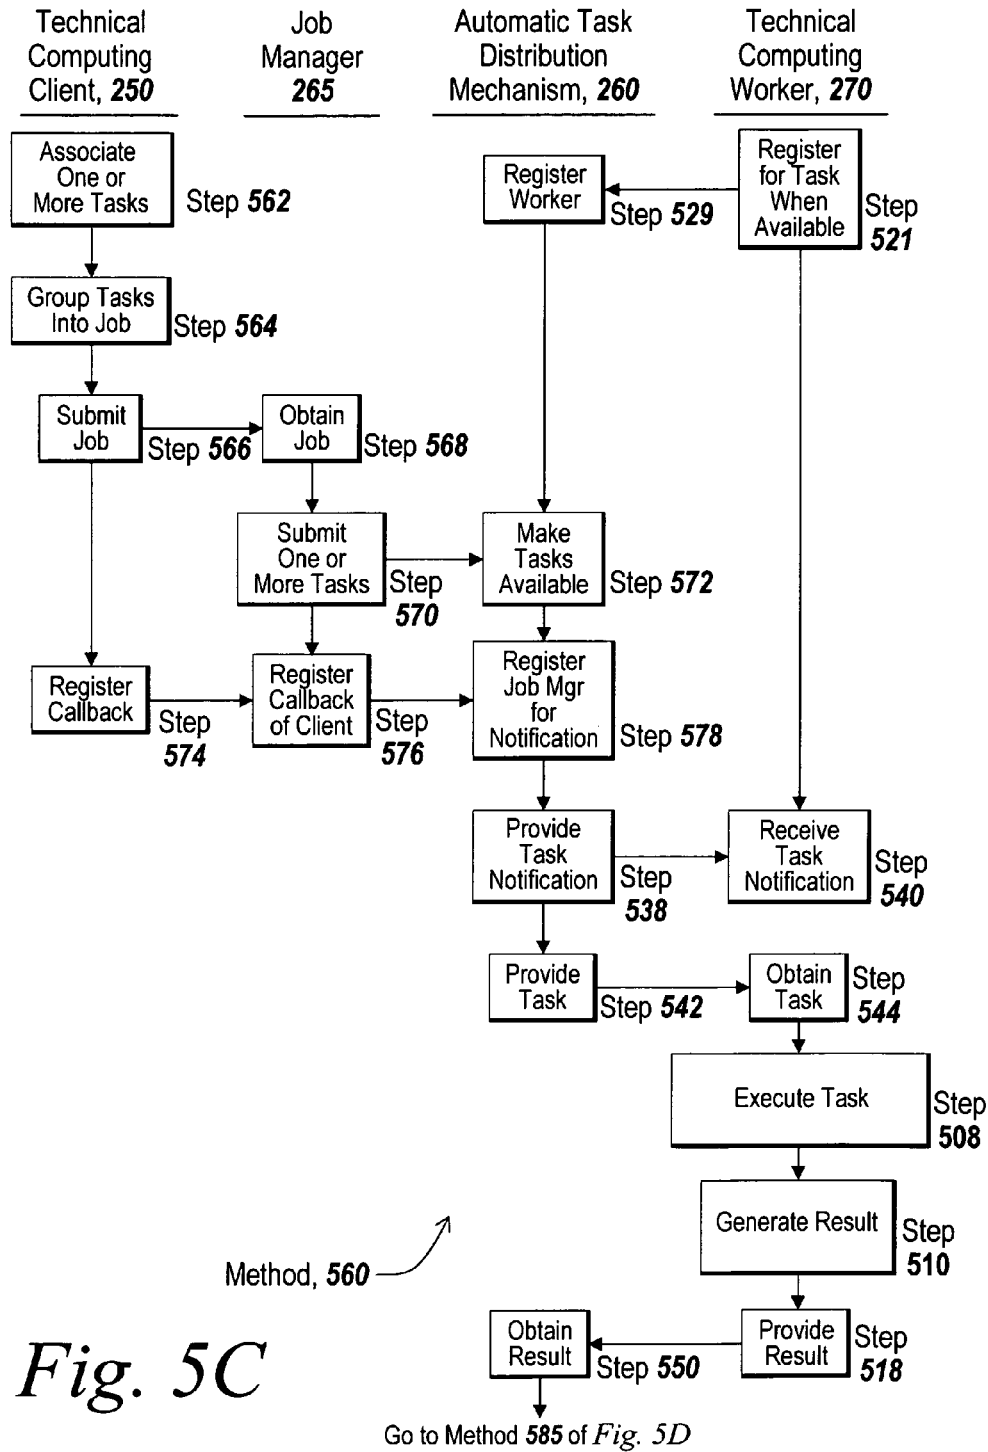 Technical
Computing
Client, 250
Job
Manager
265
Automatic Task
Distribution
Mechanism, 260
Technical
Computing
Worker, 270
Associate
One or
More Tasks
Step 562
Register
Worker
Step 529
Register
for Task
When
Available
Step
521
Group Tasks
Into Job
Step 564
Submit
Job
Step 566
Obtain
Job
Step 568
Submit
One or
More Tasks
Step
570
Make
Tasks
Available
Step 572
Register
Callback
Step
574
Register
Callback
of Client
Step
576
Register
Job Mgr
for
Notification
Step 578
Provide
Task
Notification
Step
538
Receive
Task
Notification
Step
540
Provide
Task
Step 542
Obtain
Task
Step
544
Execute Task
Step
508
Generate Result
Step
510
Method, 560
Obtain
Result
Step 550
Provide
Result
Step
518
Fig. 5C
Go to Method 585 of Fig. 5D